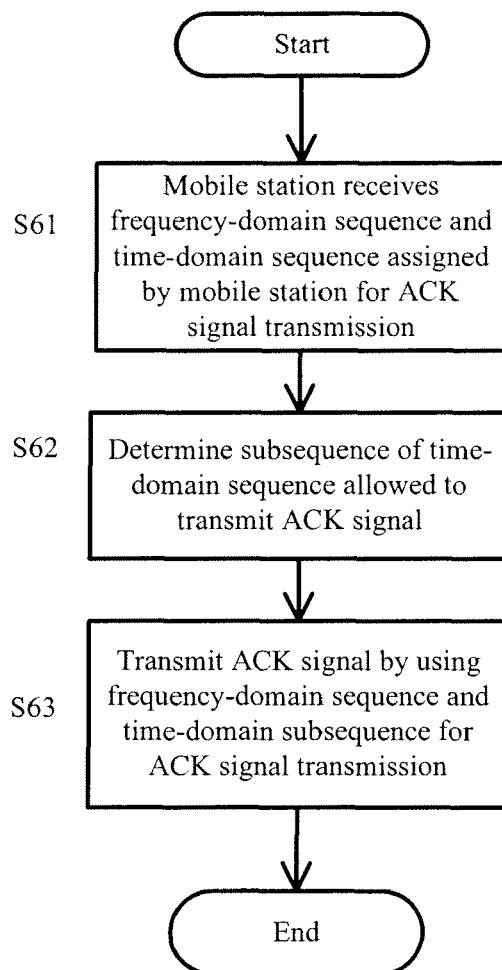 Start
S61
Mobile station receives
frequency-domain sequence and
time-domain sequence assigned
by mobile station for ACK
signal transmission
S62
Determine subsequence of time-
domain sequence allowed to
transmit ACK signal
S63
Transmit ACK signal by using
frequency-domain sequence and
time-domain subsequence for
ACK signal transmission
End